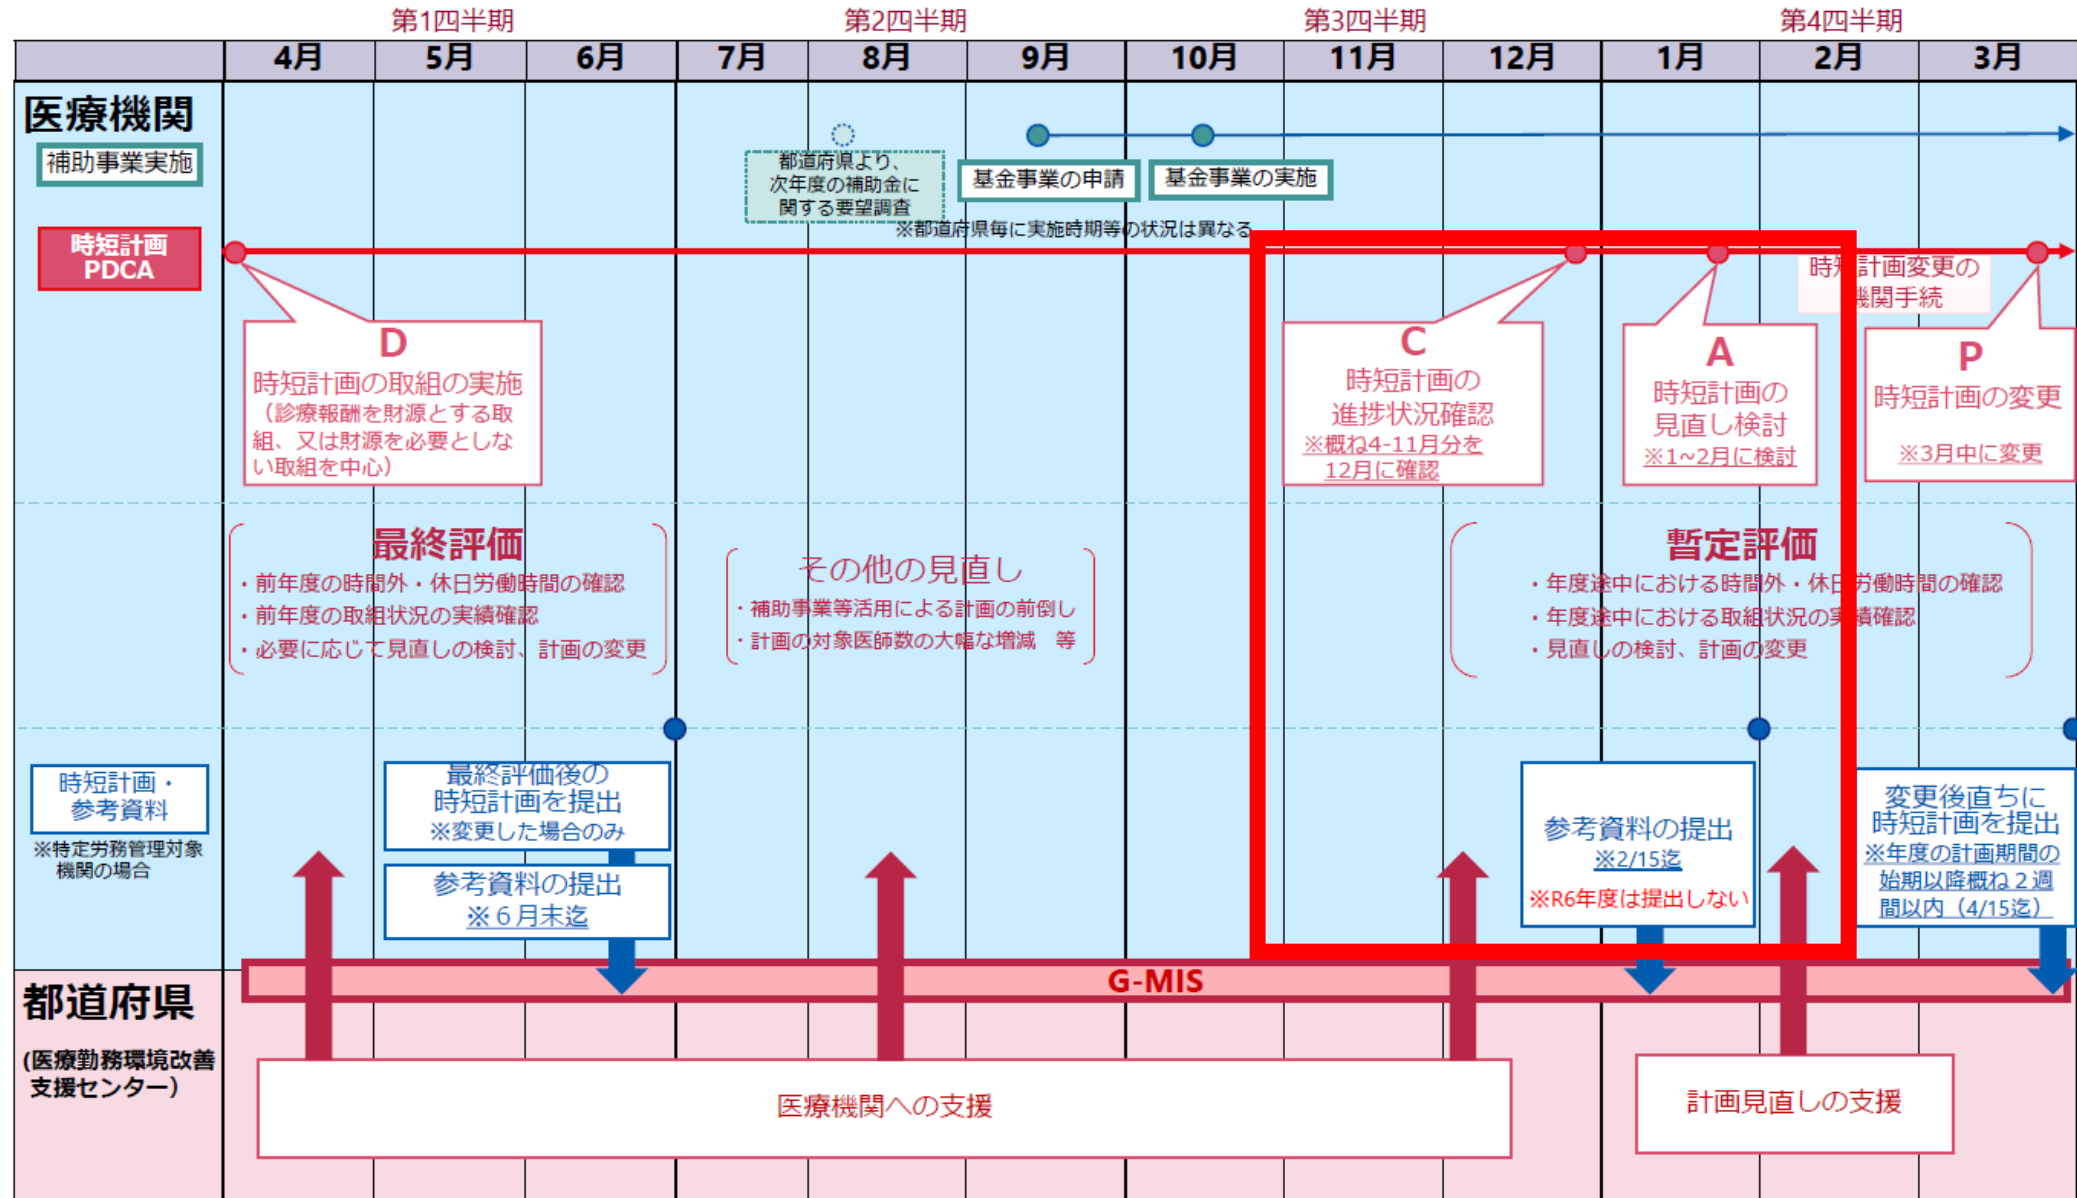 第1四半期
第2四半期
第3四半期
第4四半期
4月
5月
6月
7月
8月
9月
10月
11月
12月
1月
2月
3月
医療機関
補助事業実施
都道府県より、
次年度の補助金に
関する要望調査
基金事業の申請
基金事業の実施
※都道府県毎に実施時期等の状況は異なる
時短計画
PDCA
D
時短計画の取組の実施
(診療報酬を財源とする取
組、又は財源を必要としな
い取組を中心)
C
時短計画の
進捗状況確認
※概ね4-11月分を
12月に確認
A
時短計画の
見直し検討
※1~2月に検討
時短計画変更の
機関手続
P
時短計画の変更
※3月中に変更
最終評価
・前年度の時間外・休日労働時間の確認
・前年度の取組状況の実績確認
・必要に応じて見直しの検討、計画の変更
その他の見直し
・補助事業等活用による計画の前倒し
・計画の対象医師数の大幅な増減 等
暫定評価
・年度途中における時間外・休日労働時間の確認
・年度途中における取組状況の実績確認
・見直しの検討、計画の変更
時短計画・
参考資料
※特定労務管理対象
機関の場合
最終評価後の
時短計画を提出
※変更した場合のみ
参考資料の提出
※6月末迄
参考資料の提出
※2/15迄
※R6年度は提出しない
変更後直ちに
時短計画を提出
※年度の計画期間の
始期以降概ね2週
間以内(4/15迄)
G-MIS
都道府県
(医療勤務環境改善
支援センター)
医療機関への支援
計画見直しの支援